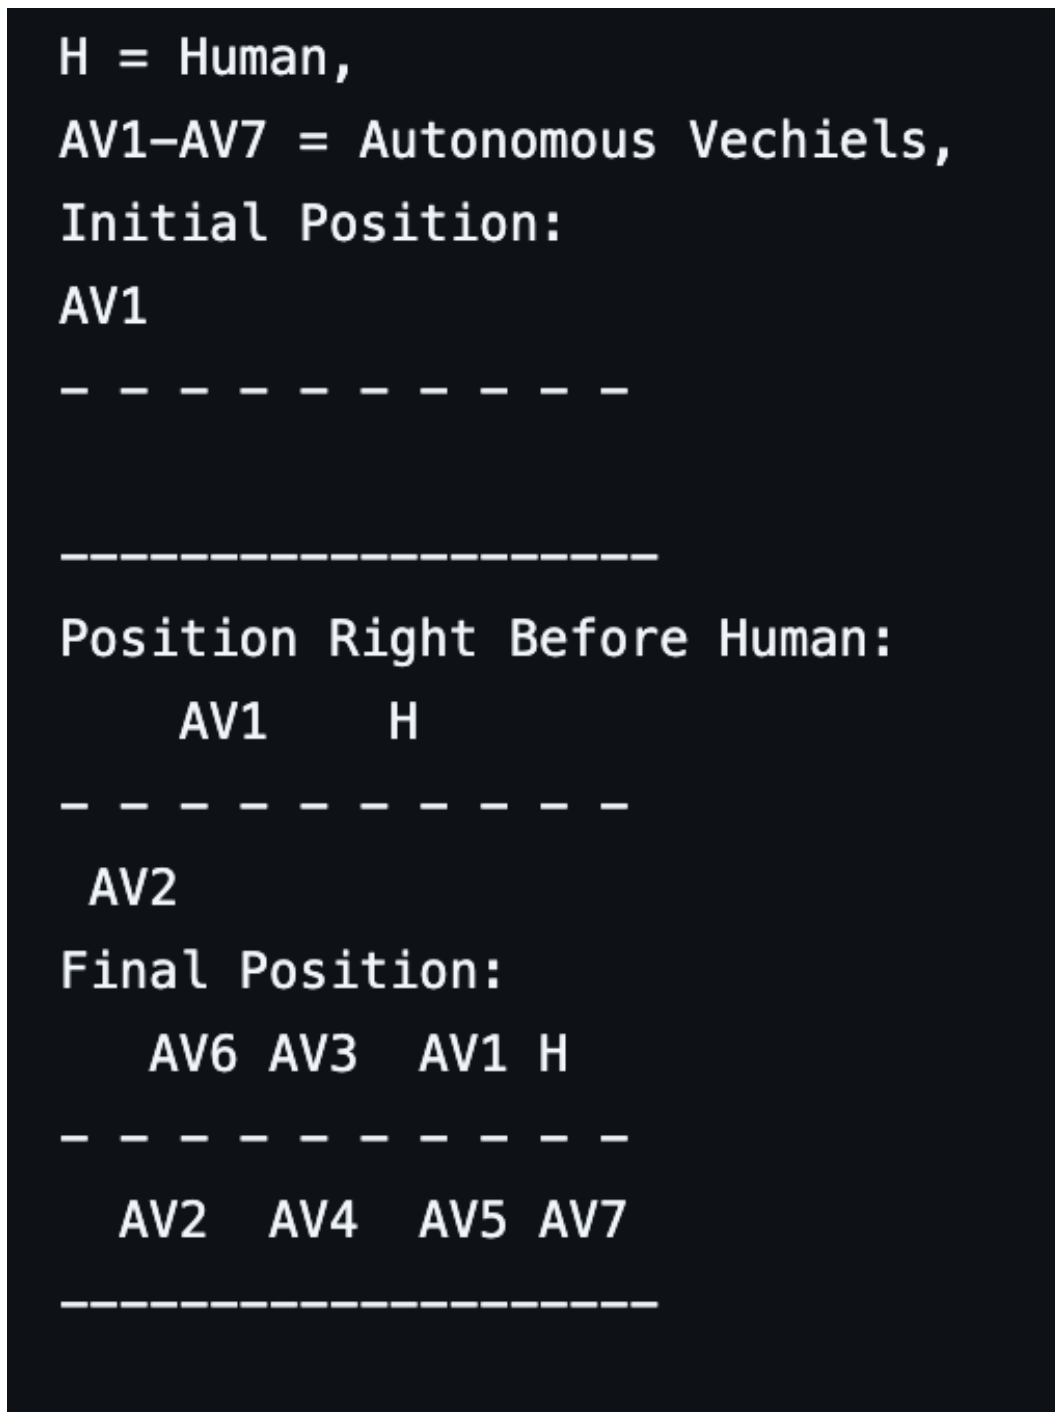 H = Human,
AV1-AV7 = Autonomous Vechiels,
Initial Position:
AV1
- - - - - - - - - -
--------------------
Position Right Before Human:
    AV1    H
- - - - - - - - - -
 AV2
Final Position:
   AV6 AV3  AV1 H
- - - - - - - - - -
  AV2  AV4  AV5 AV7
--------------------